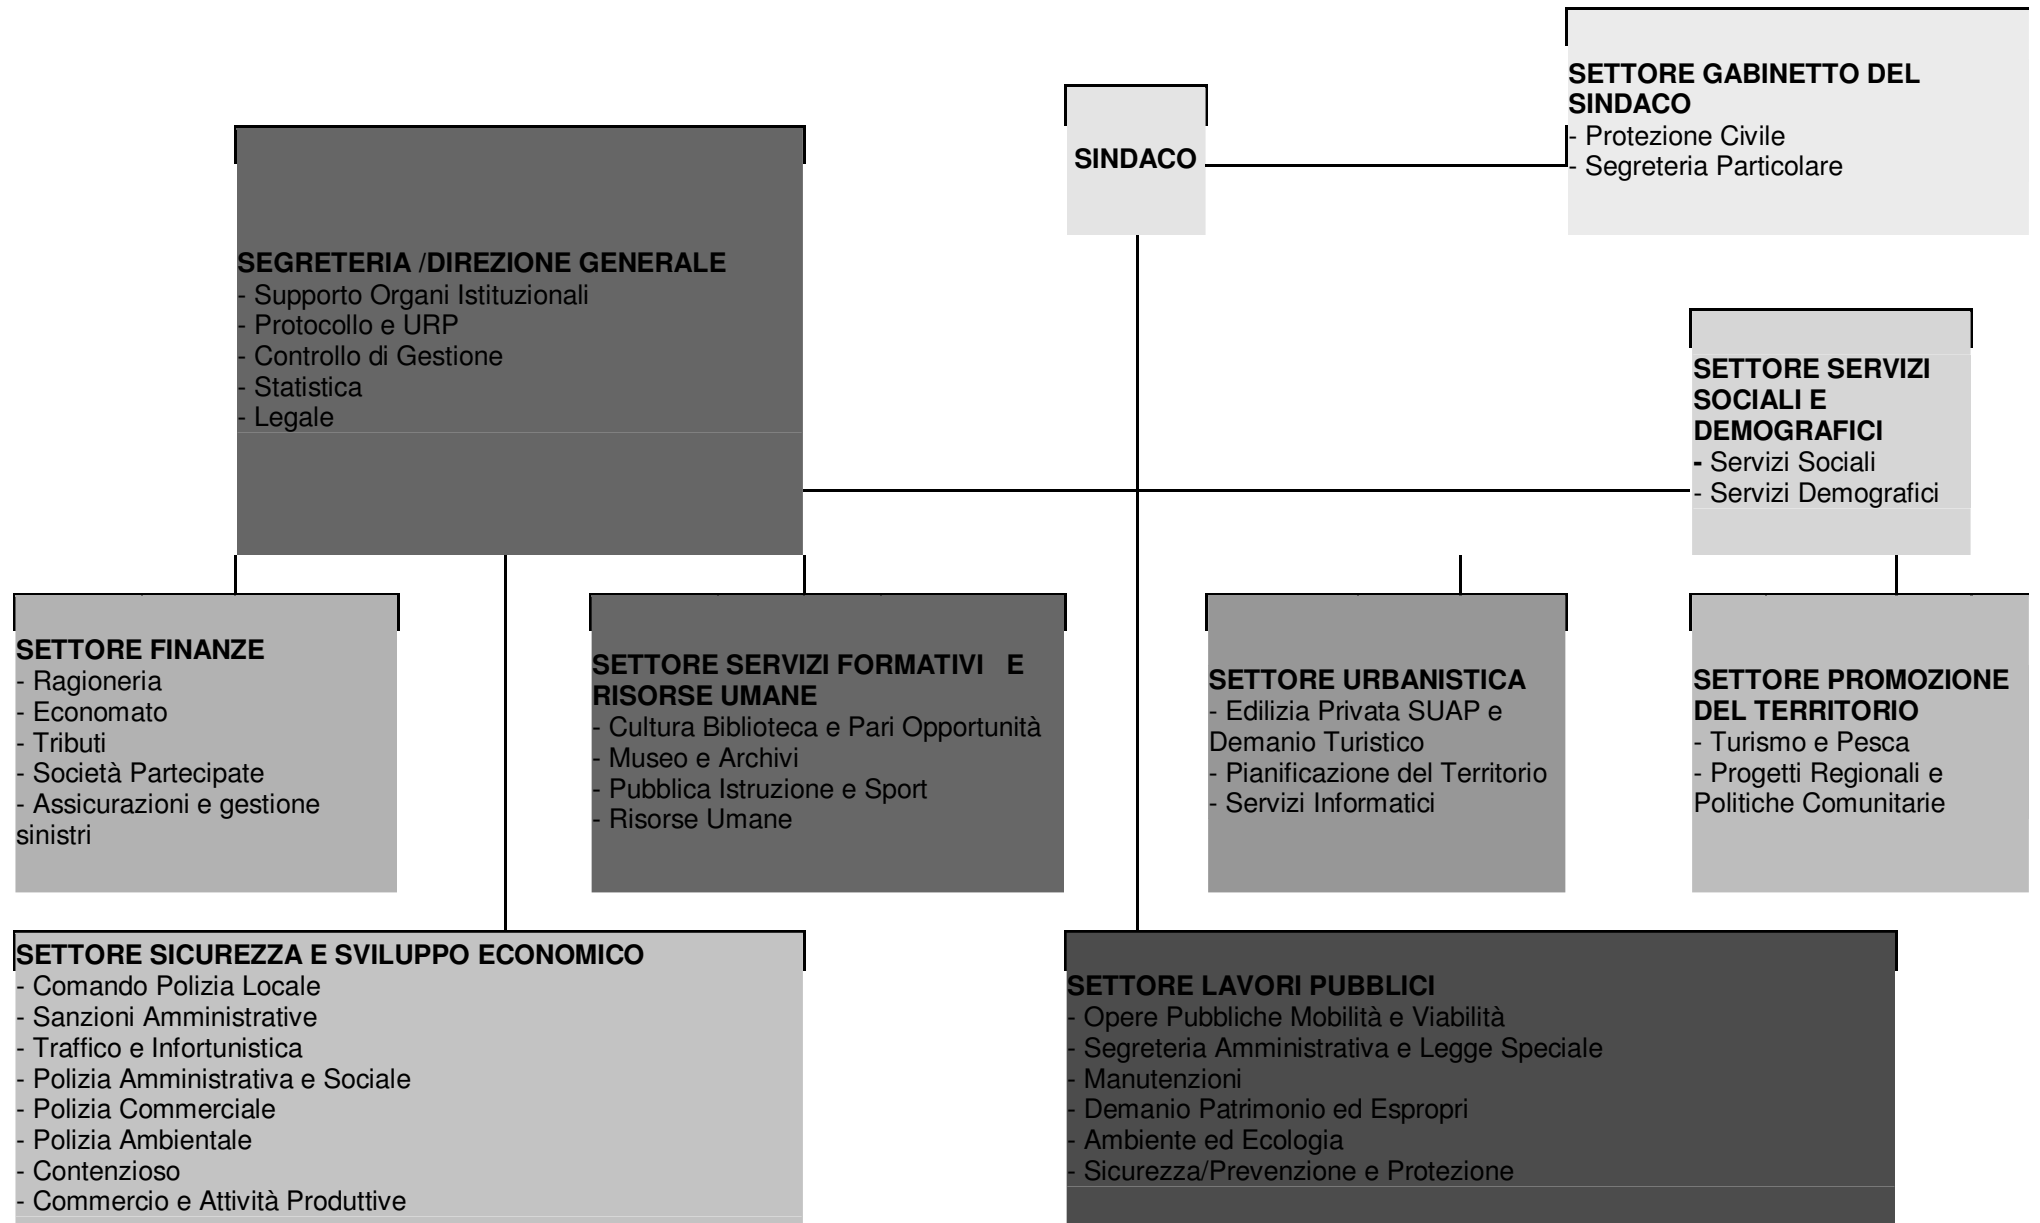 SETTORE GABINETTO DEL
SINDACO
- Protezione Civile
- Segreteria Particolare
SINDACO
SEGRETERIA /DIREZIONE GENERALE
- Supporto Organi Istituzionali
- Protocollo e URP
- Controllo di Gestione
- Statistica
- Legale
SETTORE SERVIZI
SOCIALI E
DEMOGRAFICI
- Servizi Sociali
- Servizi Demografici
SETTORE FINANZE
- Ragioneria
- Economato
- Tributi
- Società Partecipate
- Assicurazioni e gestione
sinistri
SETTORE SERVIZI FORMATIVI E
RISORSE UMANE
- Cultura Biblioteca e Pari Opportunità
- Museo e Archivi
- Pubblica Istruzione e Sport
- Risorse Umane
SETTORE URBANISTICA
- Edilizia Privata SUAP e
Demanio Turistico
- Pianificazione del Territorio
- Servizi Informatici
SETTORE PROMOZIONE
DEL TERRITORIO
- Turismo e Pesca
- Progetti Regionali e
Politiche Comunitarie
SETTORE SICUREZZA E SVILUPPO ECONOMICO
- Comando Polizia Locale
- Sanzioni Amministrative
- Traffico e Infortunistica
- Polizia Amministrativa e Sociale
- Polizia Commerciale
- Polizia Ambientale
- Contenzioso
- Commercio e Attività Produttive
SETTORE LAVORI PUBBLICI
- Opere Pubbliche Mobilità e Viabilità
- Segreteria Amministrativa e Legge Speciale
- Manutenzioni
- Demanio Patrimonio ed Espropri
- Ambiente ed Ecologia
- Sicurezza/Prevenzione e Protezione